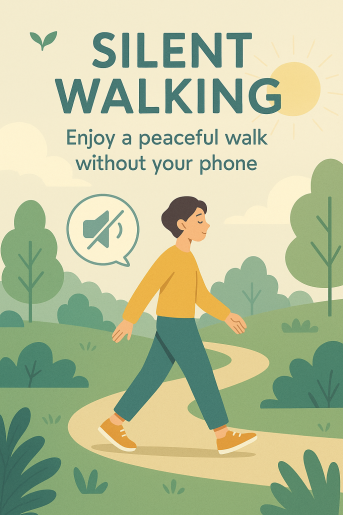 SILENT
WALKING
Enjoy a peaceful walk
without your phone